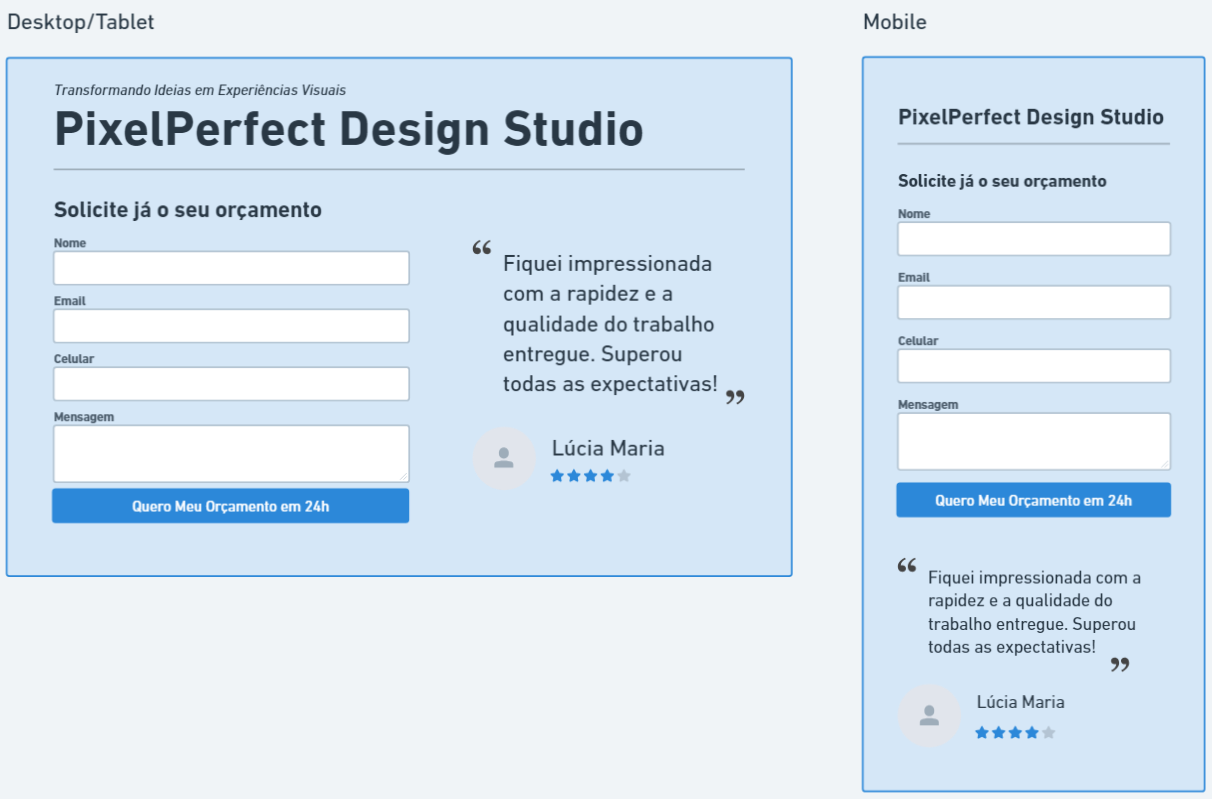 Desktop/Tablet
Transformando Ideias em Experiências Visuais
PixelPerfect Design Studio
Solicite já o seu orçamento
Nome
Email
Celular
Mensagem
Quero Meu Orçamento em 24h
“
Fiquei impressionada
com a rapidez e a
qualidade do trabalho
entregue. Superou
todas as expectativas!
”
Lúcia Maria
Mobile
PixelPerfect Design Studio
Solicite já o seu orçamento
Nome
Email
Celular
Mensagem
Quero Meu Orçamento em 24h
“
Fiquei impressionada com a
rapidez e a qualidade do
trabalho entregue. Superou
todas as expectativas!
”
Lúcia Maria